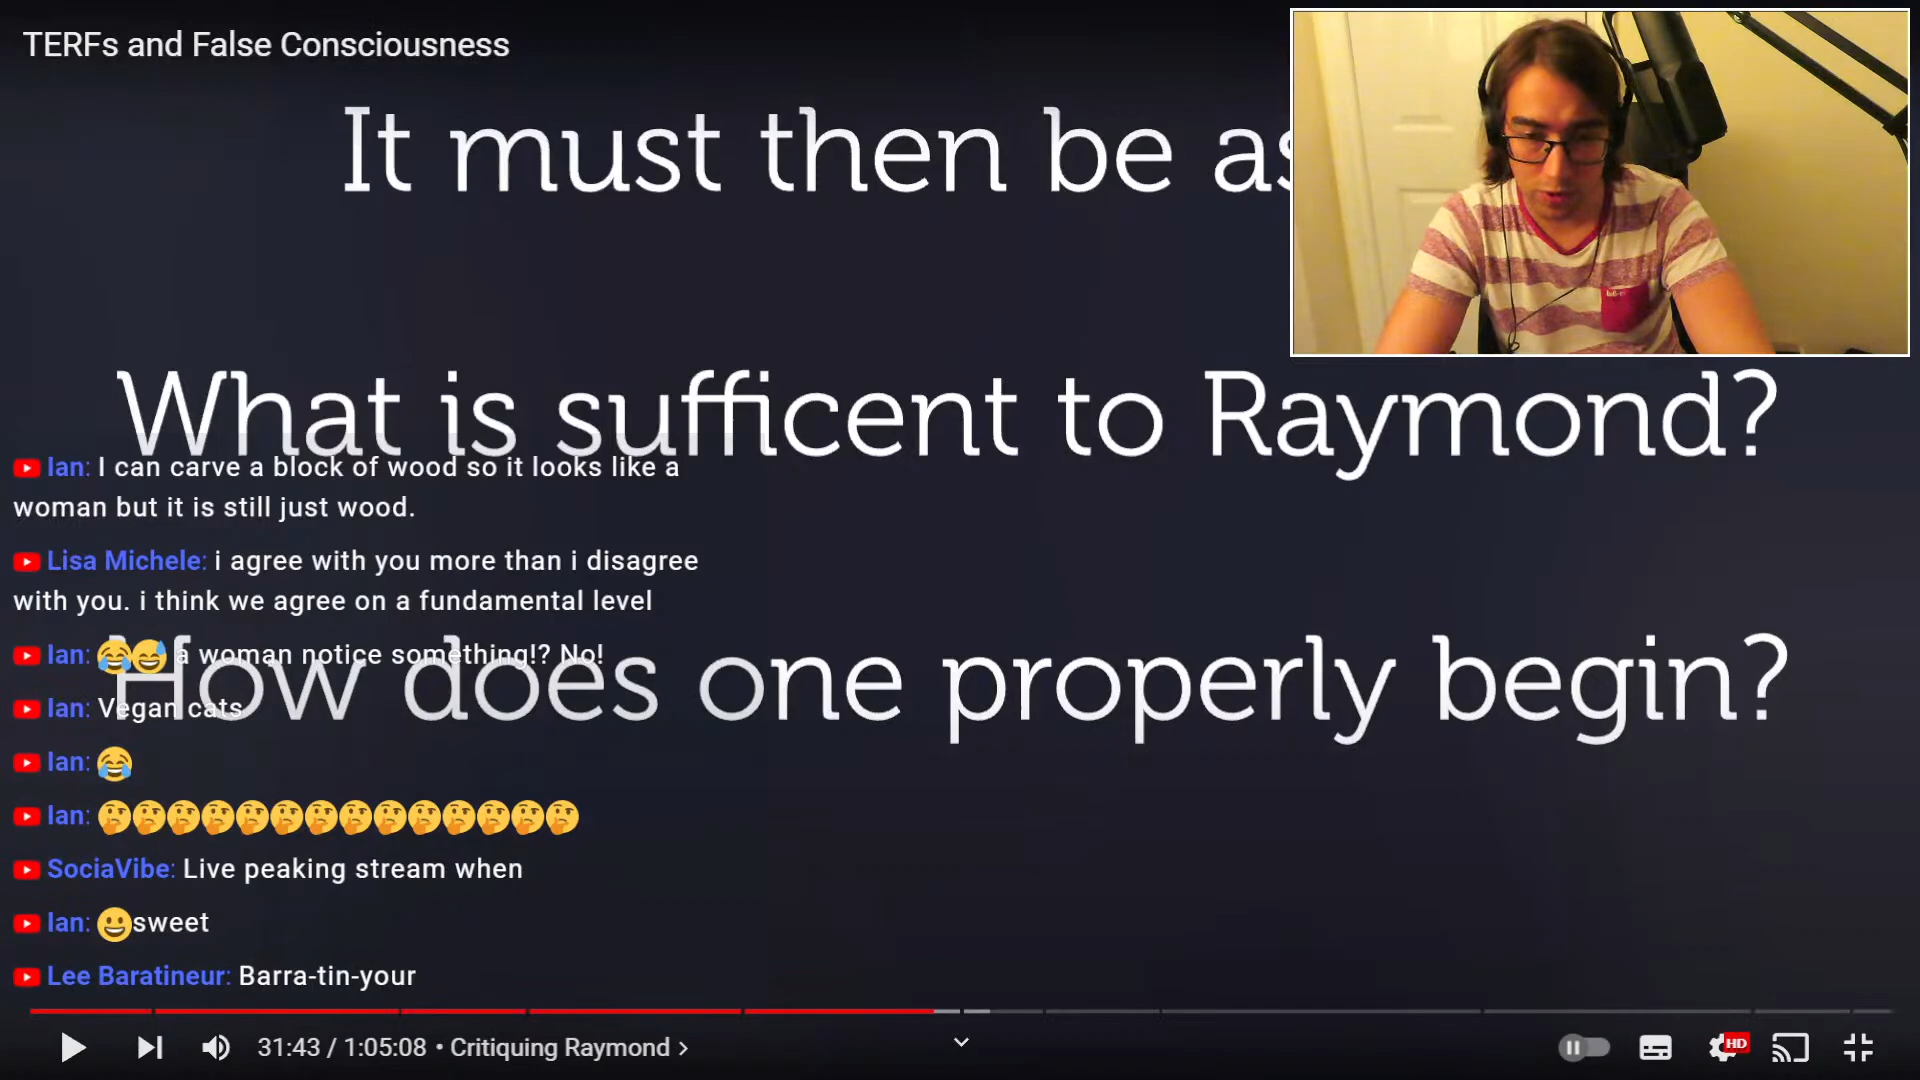 TERFs and False Consciousness
It must then be as
What is sufficent to Raymond?
Ian: I can carve a block of wood so it looks like a
woman but it is still just wood.
Lisa Michele: i agree with you more than i disagree
with you. i think we agree on a fundamental level
How does one properly begin?
Ian: 😂😅 a woman notice something!? No!
Ian: Vegan cats
Ian: 😂
Ian: 🤔🤔🤔🤔🤔🤔🤔🤔🤔🤔🤔🤔🤔🤔
SociaVibe: Live peaking stream when
Ian: 😀sweet
Lee Baratineur: Barra-tin-your
31:43 / 1:05:08 • Critiquing Raymond >
HD